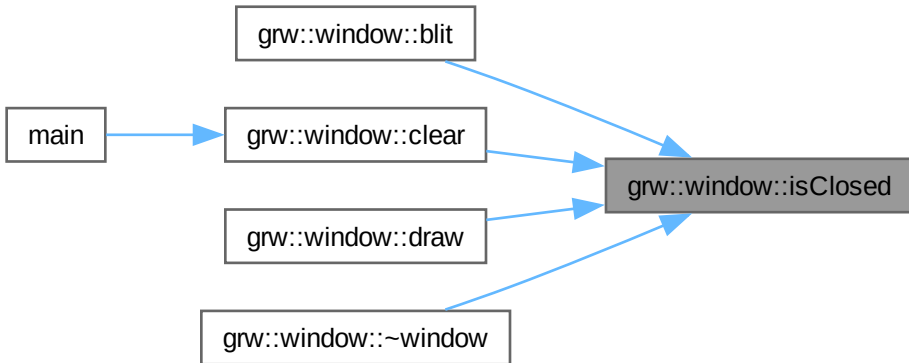 grw::window::blit
main
grw::window::clear
grw::window::isClosed
grw::window::draw
grw::window::~window